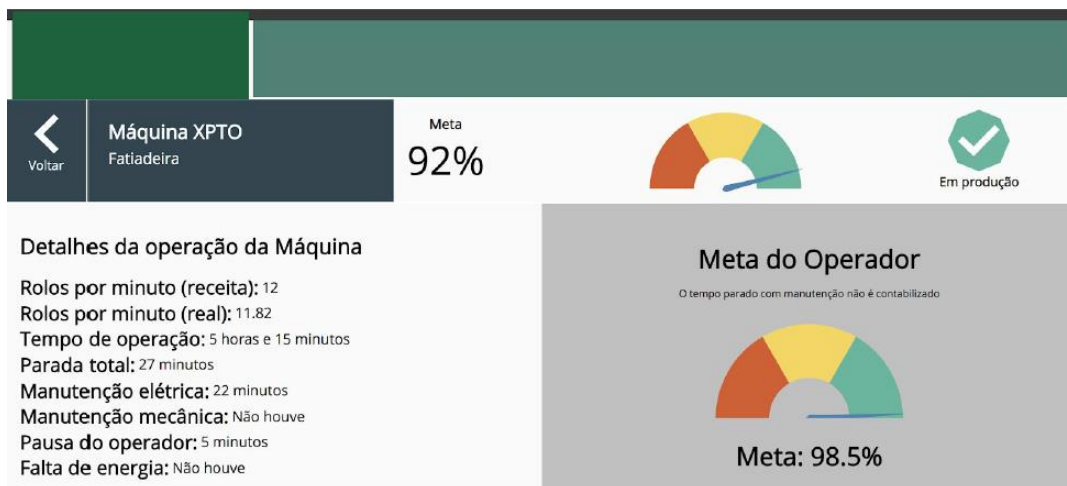 Voltar
Máquina XPTO
Fatiadeira
Meta
92%
Em produção
Detalhes da operação da Máquina
Rolos por minuto (receita): 12
Rolos por minuto (real): 11.82
Tempo de operação: 5 horas e 15 minutos
Parada total: 27 minutos
Manutenção elétrica: 22 minutos
Manutenção mecânica: Não houve
Pausa do operador: 5 minutos
Falta de energia: Não houve
Meta do Operador
O tempo parado com manutenção não é contabilizado
Meta: 98.5%